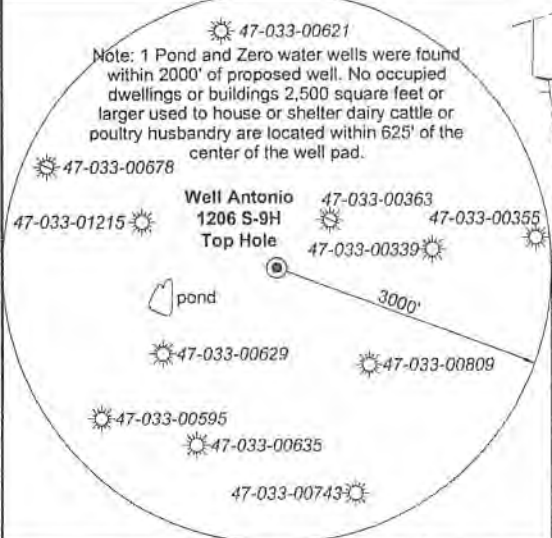 47-033-00621
Note: 1 Pond and Zero water wells were found
within 2000' of proposed well. No occupied
dwellings or buildings 2,500 square feet or
larger used to house or shelter dairy cattle or
poultry husbandry are located within 625' of the
center of the well pad.
47-033-00678
Well Antonio
1206 S-9H
Top Hole
47-033-00363
47-033-00355
47-033-01215
47-033-00339
3000'
pond
47-033-00629
47-033-00809
47-033-00595
47-033-00635
47-033-00743